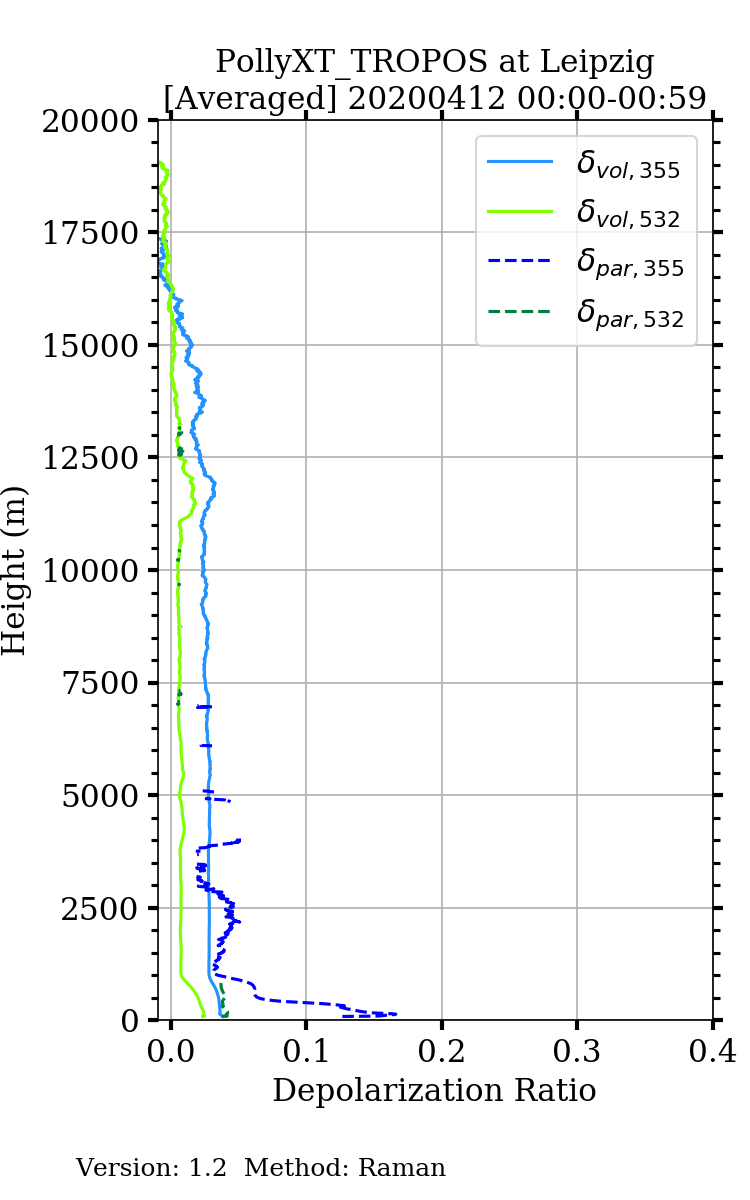 PollyXT_TROPOS at Leipzig
[Averaged] 20200412 00:00-00:59
20000
17500
15000
12500
10000
7500
5000
2500
0
Height (m)
δvol, 355
δvol, 532
δpar, 355
δpar, 532
0.0 0.1 0.2 0.3 0.4
Depolarization Ratio
Version: 1.2 Method: Raman